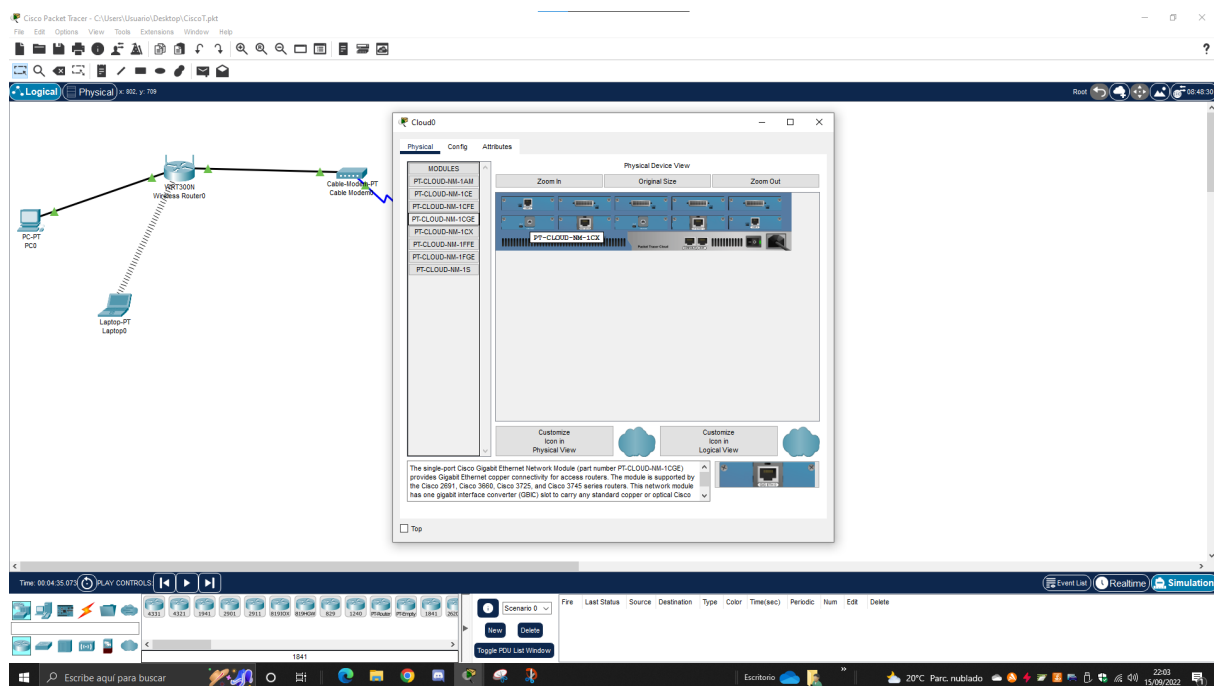 Cisco Packet Tracer - C:\Users\Usuario\Desktop\CiscoT.pkt
File Edit Options View Tools Extensions Window Help
?
Logical Physical x: 802, y: 709
Root 08:48:30
Cloud0
Physical Config Attributes
MODULES
PT-CLOUD-NM-1AM
PT-CLOUD-NM-1CE
PT-CLOUD-NM-1CFE
PT-CLOUD-NM-1CGE
PT-CLOUD-NM-1CX
PT-CLOUD-NM-1FFE
PT-CLOUD-NM-1FGE
PT-CLOUD-NM-1S
Physical Device View
Zoom In Original Size Zoom Out
PT-CLOUD-NM-1CX
Packet Tracer Cloud
WRT300N
Wireless Router0
Cable-Modem-PT
Cable Modem0
PC-PT
PC0
Laptop-PT
Laptop0
Customize
Icon in
Physical View
Customize
Icon in
Logical View
The single-port Cisco Gigabit Ethernet Network Module (part number PT-CLOUD-NM-1CGE)
provides Gigabit Ethernet copper connectivity for access routers. The module is supported by
the Cisco 2691, Cisco 3660, Cisco 3725, and Cisco 3745 series routers. This network module
has one gigabit interface converter (GBIC) slot to carry any standard copper or optical Cisco
Top
Time: 00:04:35.073 PLAY CONTROLS:
Event List Realtime Simulation
4331 4321 1941 2901 2911 819IOX 819HGW 829 1240 PT-Router PT-Empty 1841 262
1841
Scenario 0
New Delete
Toggle PDU List Window
Fire Last Status Source Destination Type Color Time(sec) Periodic Num Edit Delete
Escribe aquí para buscar
Escritorio
20°C Parc. nublado
22:03
15/09/2022